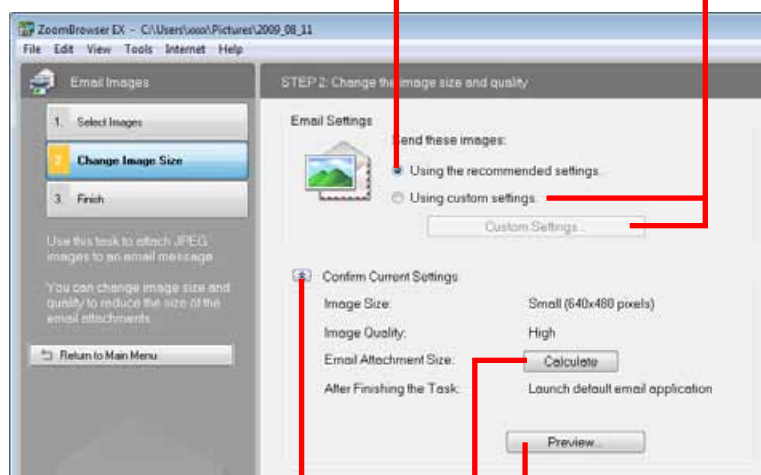 ZoomBrowser EX - C:\Users\xxxx\Pictures\2009_08_11
File Edit View Tools Internet Help
Email Images
STEP 2: Change the image size and quality
1. Select Images
2. Change Image Size
3. Finish
Use this task to attach JPEG
images to an email message
You can change image size and
quality to reduce the size of the
email attachments
Return to Main Menu
Email Settings
Send these images:
Using the recommended settings.
Using custom settings.
Custom Settings...
Confirm Current Settings
Image Size: Small (640x480 pixels)
Image Quality: High
Email Attachment Size: Calculate
After Finishing the Task: Launch default email application
Preview...